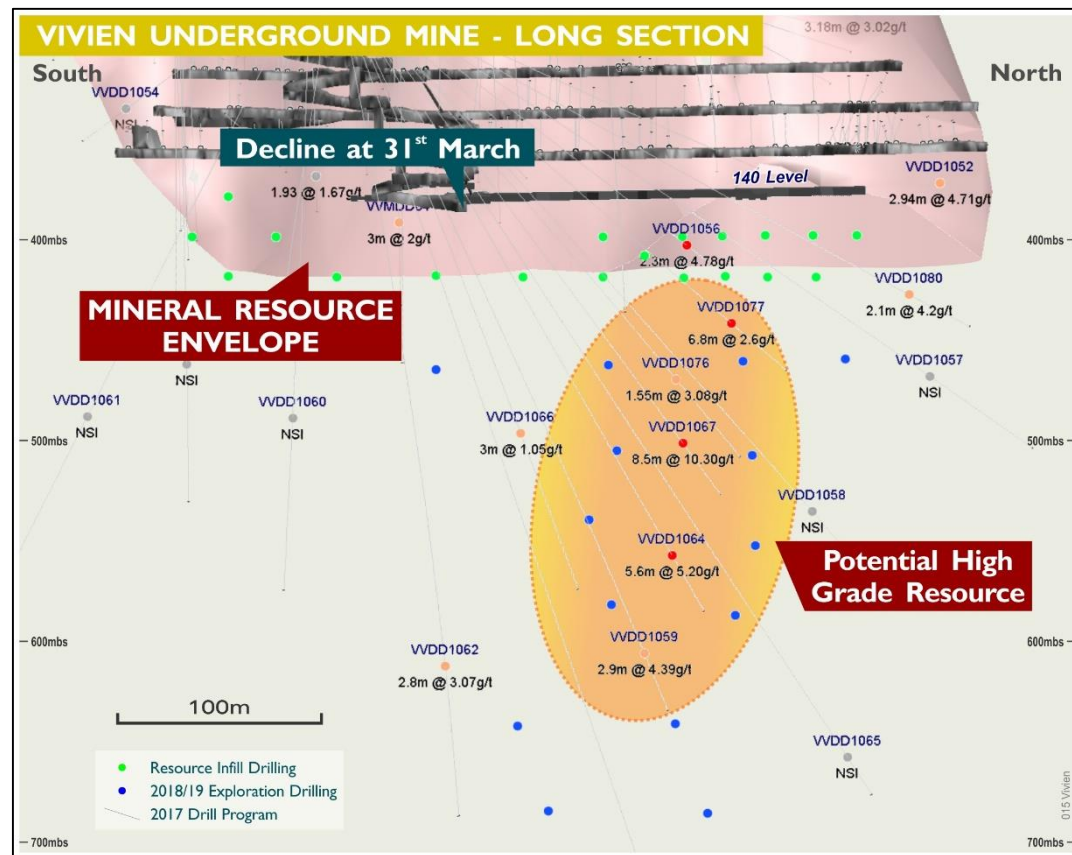 VIVIEN UNDERGROUND MINE - LONG SECTION
3.18m @ 3.02g/t
South
North
VVDD1054
NSI
Decline at 31st March
1.93 @ 1.67g/t
140 Level
VVDD1052
2.94m @ 4.71g/t
3m @ 2g/t
400mbs
400mbs
VVDD1056
2.3m @ 4.78g/t
VVDD1080
2.1m @ 4.2g/t
MINERAL RESOURCE
ENVELOPE
VVDD1077
6.8m @ 2.6g/t
NSI
VVDD1076
1.55m @ 3.08g/t
VVDD1057
NSI
VVDD1061
NSI
VVDD1060
NSI
VVDD1066
3m @ 1.05g/t
VVDD1067
8.5m @ 10.30g/t
500mbs
500mbs
VVDD1058
NSI
VVDD1064
5.6m @ 5.20g/t
Potential High
Grade Resource
600mbs
600mbs
VVDD1062
2.8m @ 3.07g/t
VVDD1059
2.9m @ 4.39g/t
100m
VVDD1065
NSI
Resource Infill Drilling
2018/19 Exploration Drilling
2017 Drill Program
015 Vivien
700mbs
700mbs